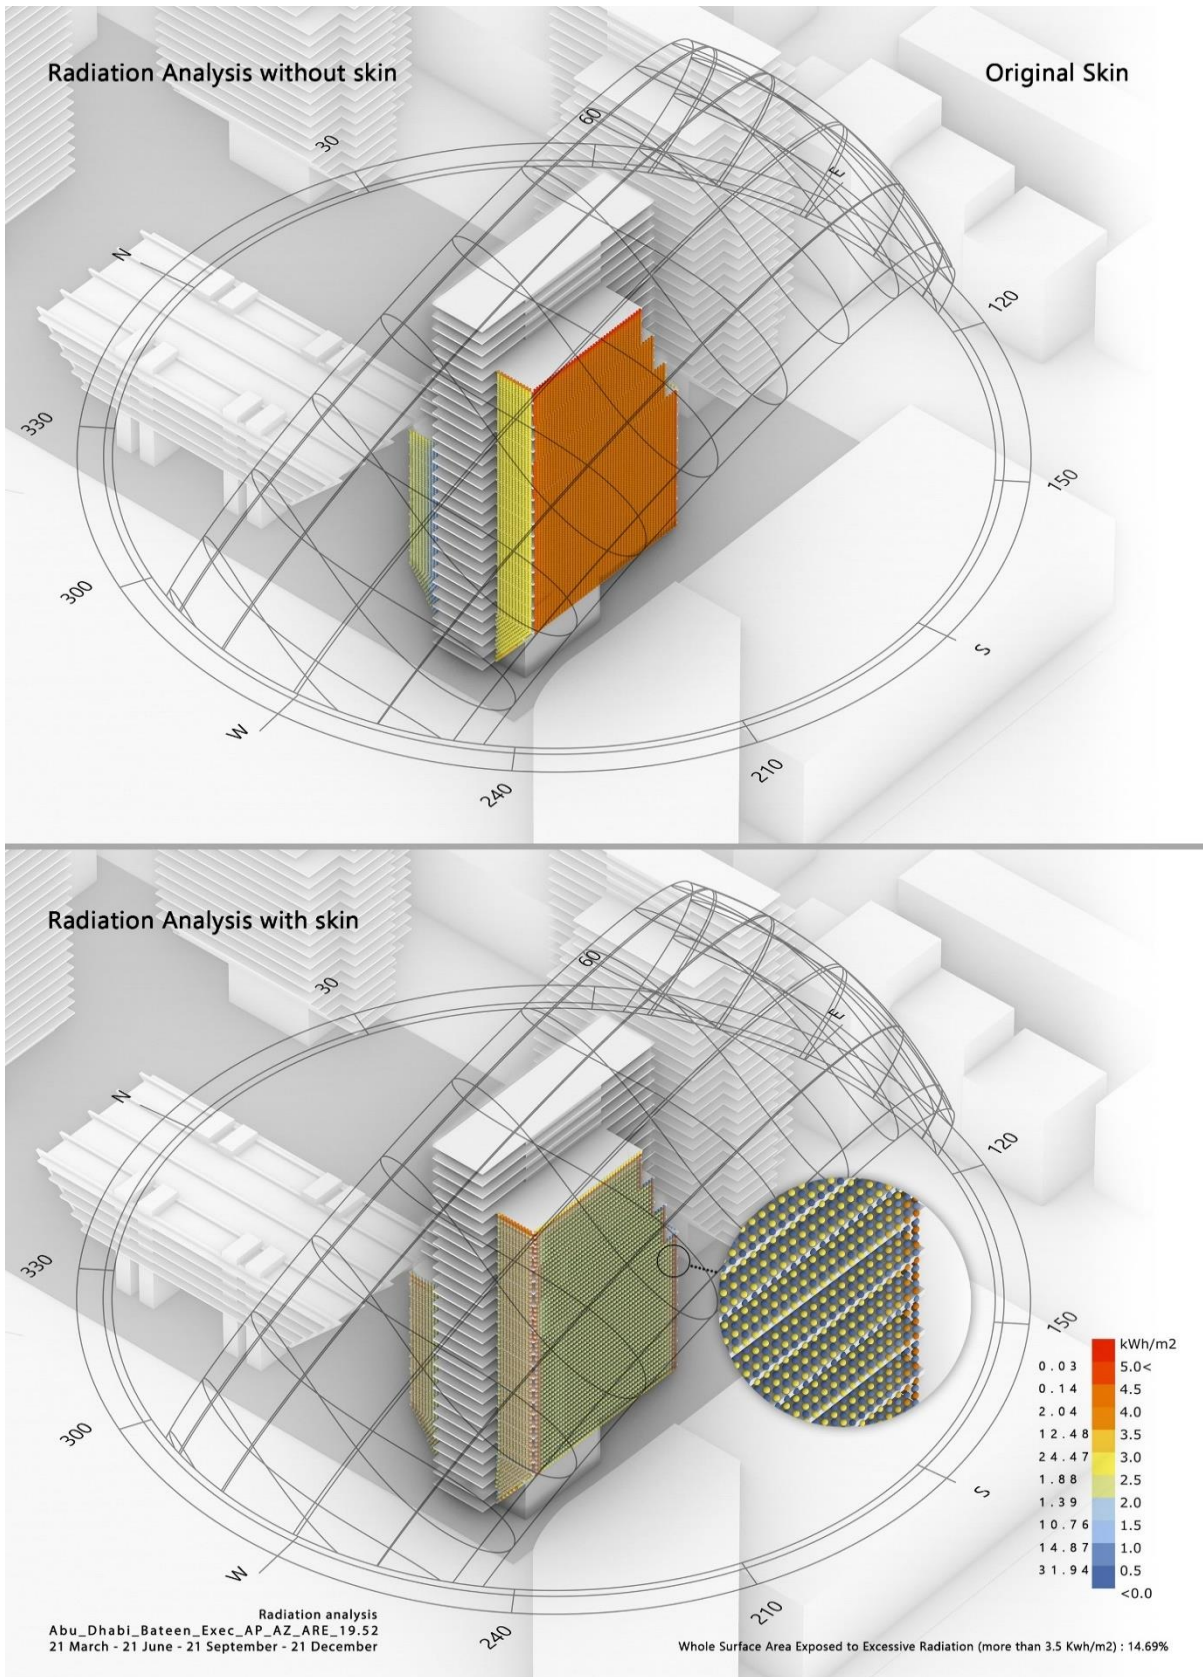 Radiation Analysis without skin
Original Skin
60
30
E
N
120
330
150
300
S
W
210
240
Radiation Analysis with skin
60
30
E
N
120
330
150
kWh/m2
0.03 5.0<
0.14 4.5
2.04 4.0
12.48 3.5
24.47 3.0
1.88 2.5
1.39 2.0
10.76 1.5
14.87 1.0
31.94 0.5
<0.0
300
S
W
210
240
Radiation analysis
Abu_Dhabi_Bateen_Exec_AP_AZ_ARE_19.52
21 March - 21 June - 21 September - 21 December
Whole Surface Area Exposed to Excessive Radiation (more than 3.5 Kwh/m2) : 14.69%